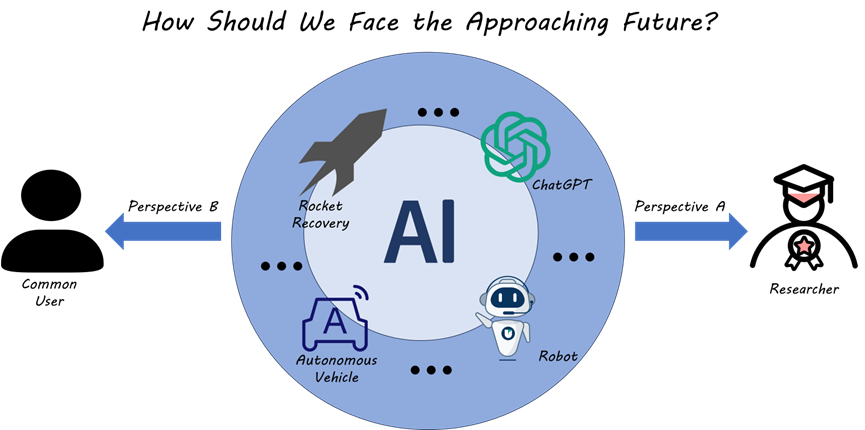 How Should We Face the Approaching Future?
ChatGPT
Rocket
Recovery
Perspective B
AI
Perspective A
Common
User
Researcher
A
Autonomous
Vehicle
Robot